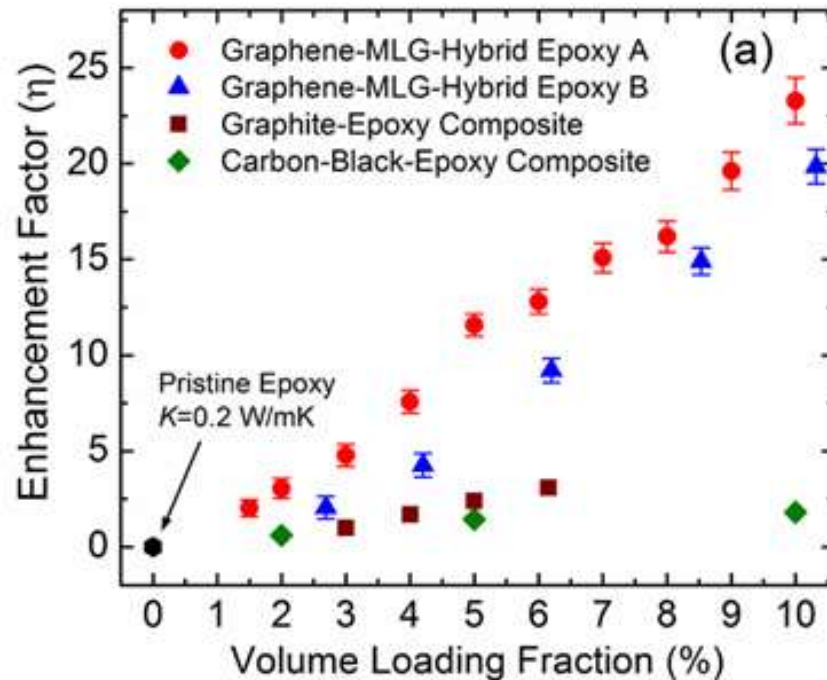 Graphene-MLG-Hybrid Epoxy A
(a)
Graphene-MLG-Hybrid Epoxy B
Graphite-Epoxy Composite
Carbon-Black-Epoxy Composite
Enhancement Factor (η)
25
20
15
10
5
0
Pristine Epoxy
K=0.2 W/mK
0 1 2 3 4 5 6 7 8 9 10
Volume Loading Fraction (%)